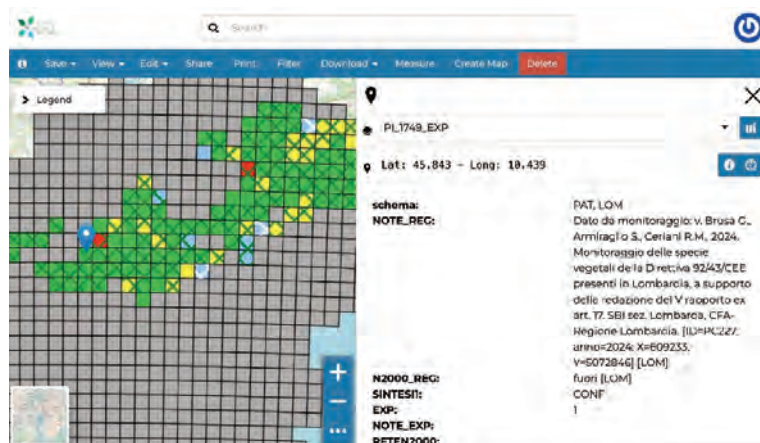 Search
Save View Edit Share Print Filter Download Measure Create Map Delete
Legend
PL1749_EXP
Lat: 45.843 - Long: 10.439
schema: PAT, LOM
NOTE_REG: Dato da monitoraggio: v. Brusa G.,
Armiraglio S., Ceriani R.M., 2024.
Monitoraggio delle specie
vegetali della Direttiva 92/43/CEE
presenti in Lombardia, a supporto
delle redazione del V rapporto ex
art. 17. SBI sez. Lombarda, CFA-
Regione Lombardia. [ID=PC227,
anno=2024; X=609233,
Y=5072846] [LOM]
N2000_REG: fuori [LOM]
SINTESI1: CONF
EXP: 1
NOTE_EXP:
RETEN2000: